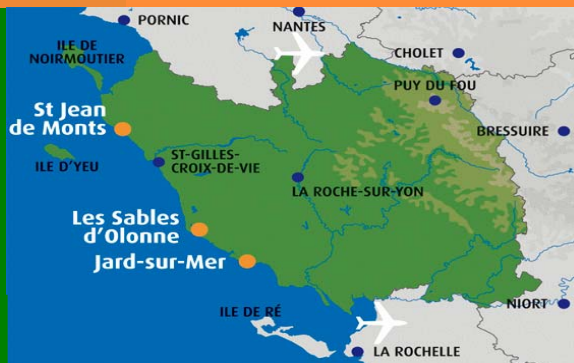 PORNIC
NANTES
ILE DE
NOIRMOUTIER
CHOLET
PUY DU FOU
St Jean
de Monts
BRESSUIRE
ILE D'YEU
ST-GILLES-
CROIX-DE-VIE
LA ROCHE-SUR-YON
Les Sables
d'Olonne
Jard-sur-Mer
ILE DE RÉ
NIORT
LA ROCHELLE